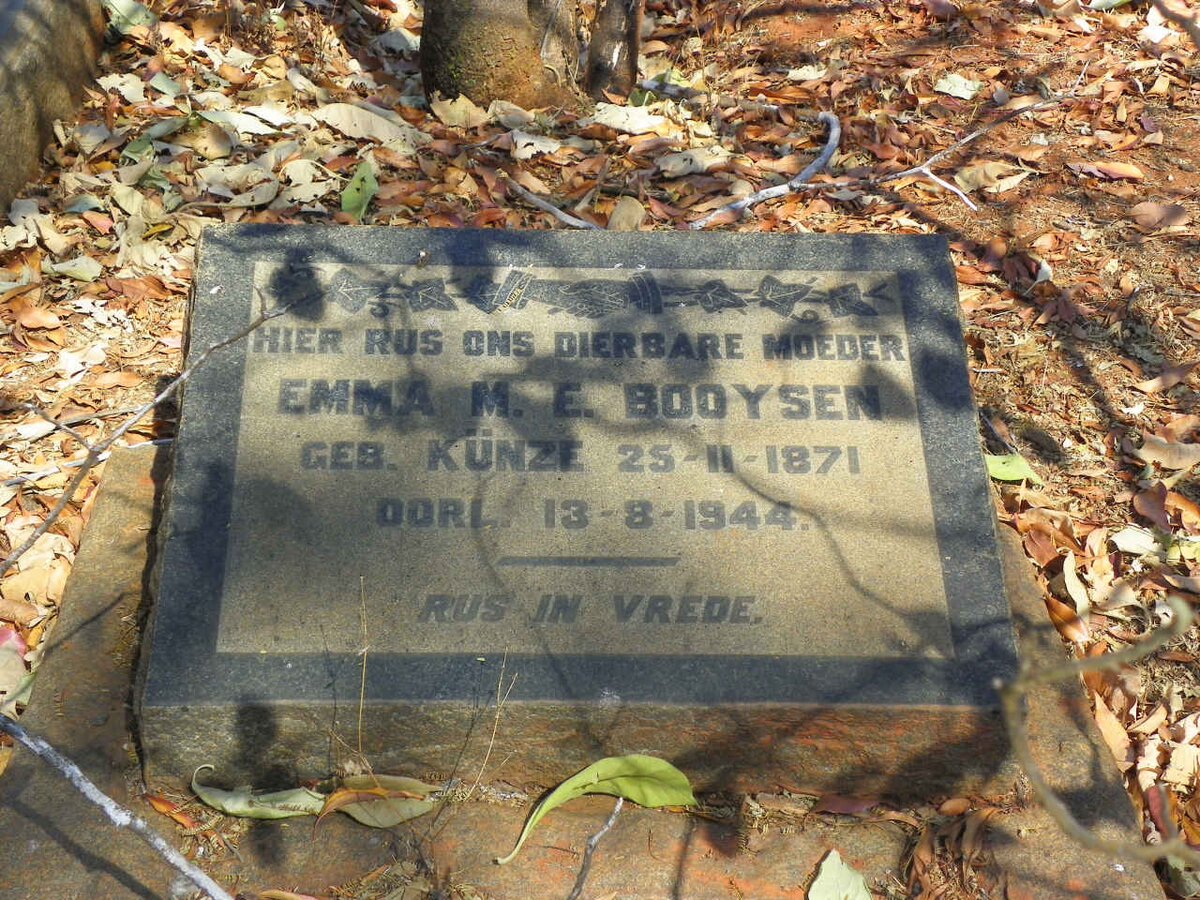 HIER RUS ONS DIERBARE MOEDER
EMMA M. E. BOOYSEN
GEB. KÜNZE 25-11-1871
OORL. 13-8-1944.
RUS IN VREDE.